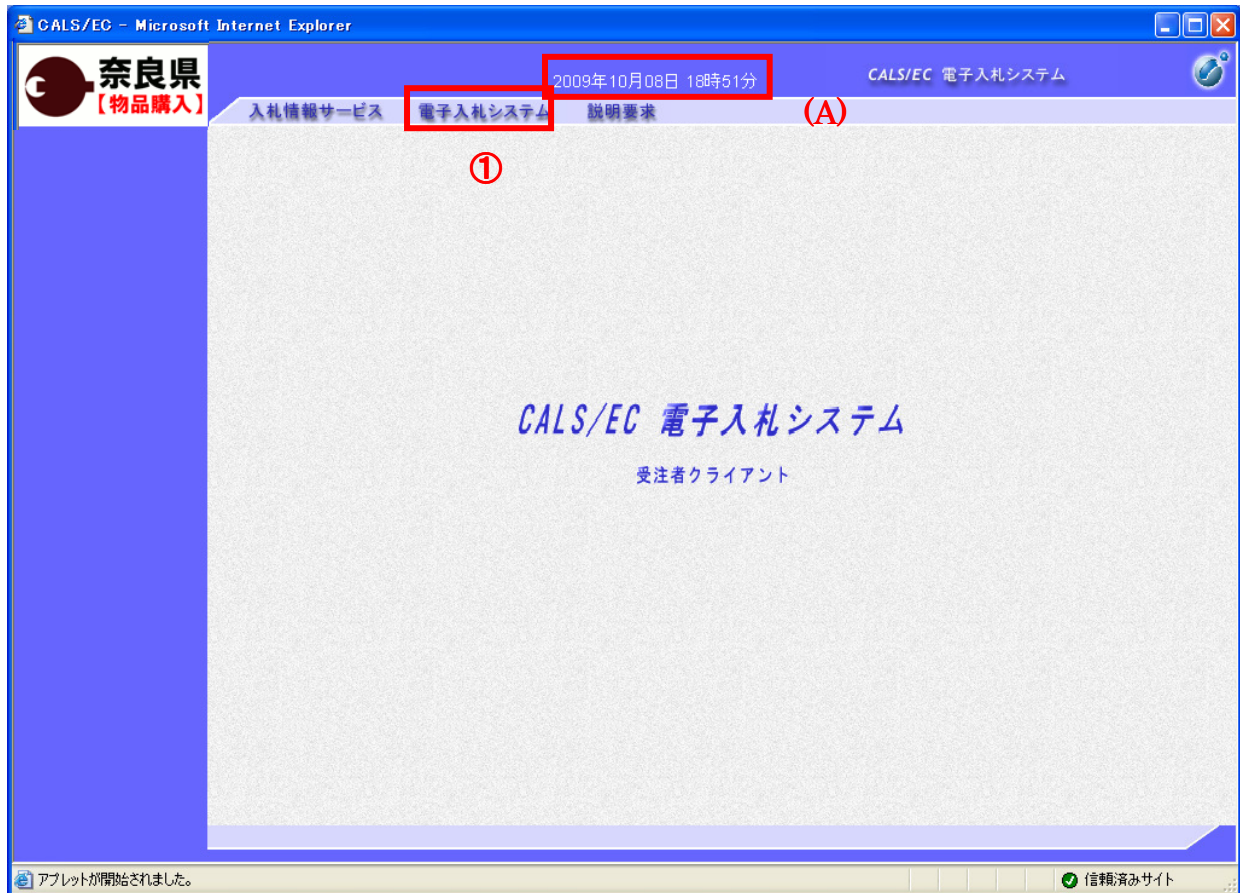 CALS/EC - Microsoft Internet Explorer
奈良県
【物品購入】
2009年10月08日 18時51分
CALS/EC 電子入札システム
入札情報サービス 電子入札システム 説明要求
(A)
①
CALS/EC 電子入札システム
受注者クライアント
アプレットが開始されました。
信頼済みサイト